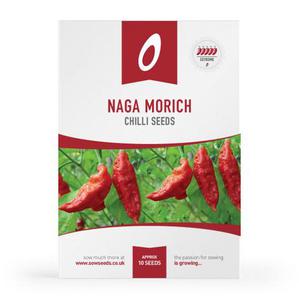 EXTREME
NAGA MORICH
CHILLI SEEDS
sow much more at
www.sowseeds.co.uk
APPROX
10 SEEDS
the passion for sowing
is growing...